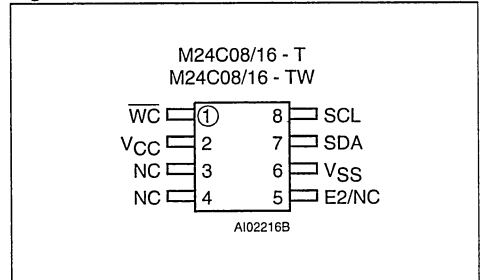 M24C08/16 - T
M24C08/16 - TW
WC 1 8 SCL
VCC 2 7 SDA
NC 3 6 VSS
NC 4 5 E2/NC
AI02216B